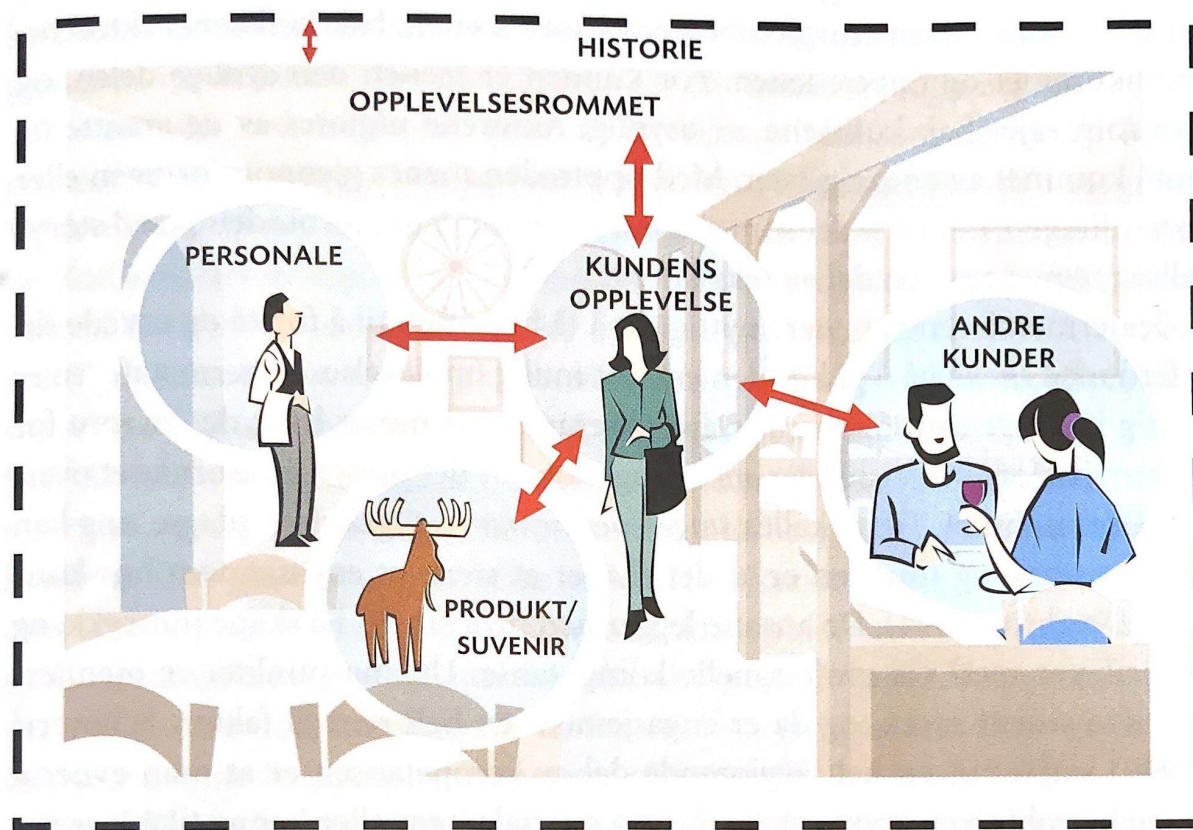 HISTORIE
OPPLEVELSESROMMET
PERSONALE
KUNDENS
OPPLEVELSE
ANDRE
KUNDER
PRODUKT/
SUVENIR